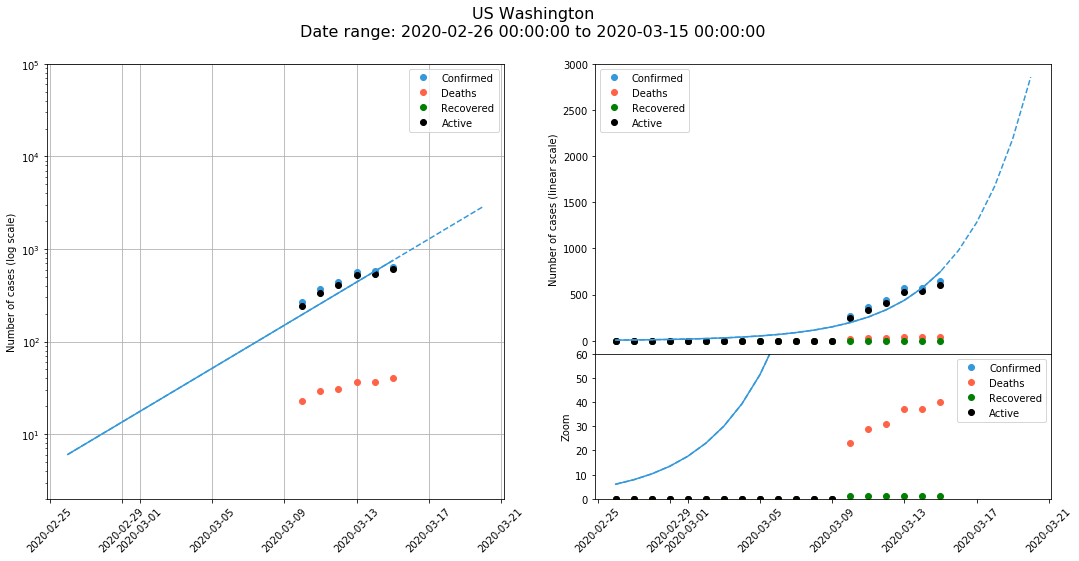 US Washington
Date range: 2020-02-26 00:00:00 to 2020-03-15 00:00:00
Number of cases (log scale)
10^5
10^4
10^3
10^2
10^1
Confirmed
Deaths
Recovered
Active
2020-02-25
2020-02-29
2020-03-01
2020-03-05
2020-03-09
2020-03-13
2020-03-17
2020-03-21
Number of cases (linear scale)
3000
2500
2000
1500
1000
500
0
Confirmed
Deaths
Recovered
Active
Zoom
60
50
40
30
20
10
0
Confirmed
Deaths
Recovered
Active
2020-02-25
2020-02-29
2020-03-01
2020-03-05
2020-03-09
2020-03-13
2020-03-17
2020-03-21